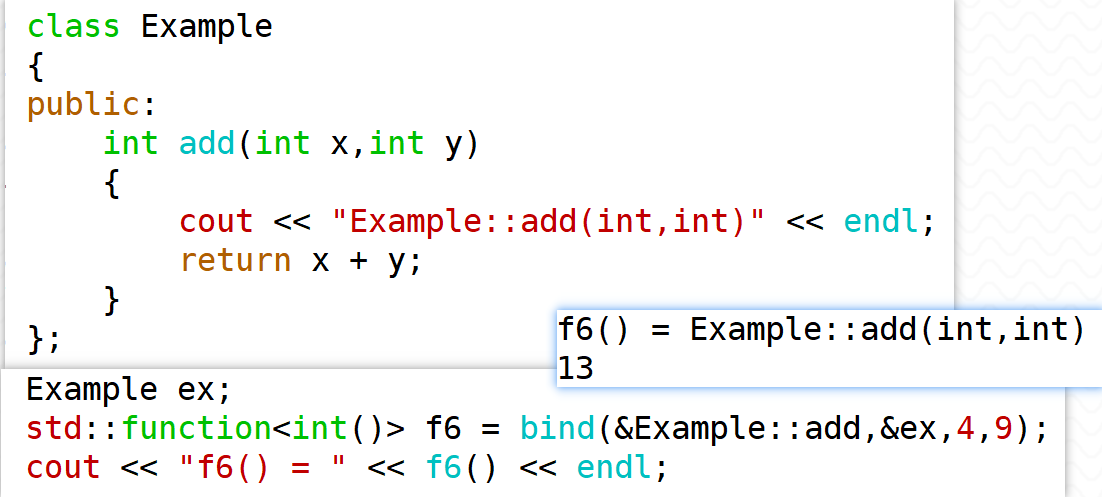 class Example
{
public:
    int add(int x,int y)
    {
        cout << "Example::add(int,int)" << endl;
        return x + y;
    }
};
f6() = Example::add(int,int)
13
Example ex;
std::function<int()> f6 = bind(&Example::add,&ex,4,9);
cout << "f6() = " << f6() << endl;